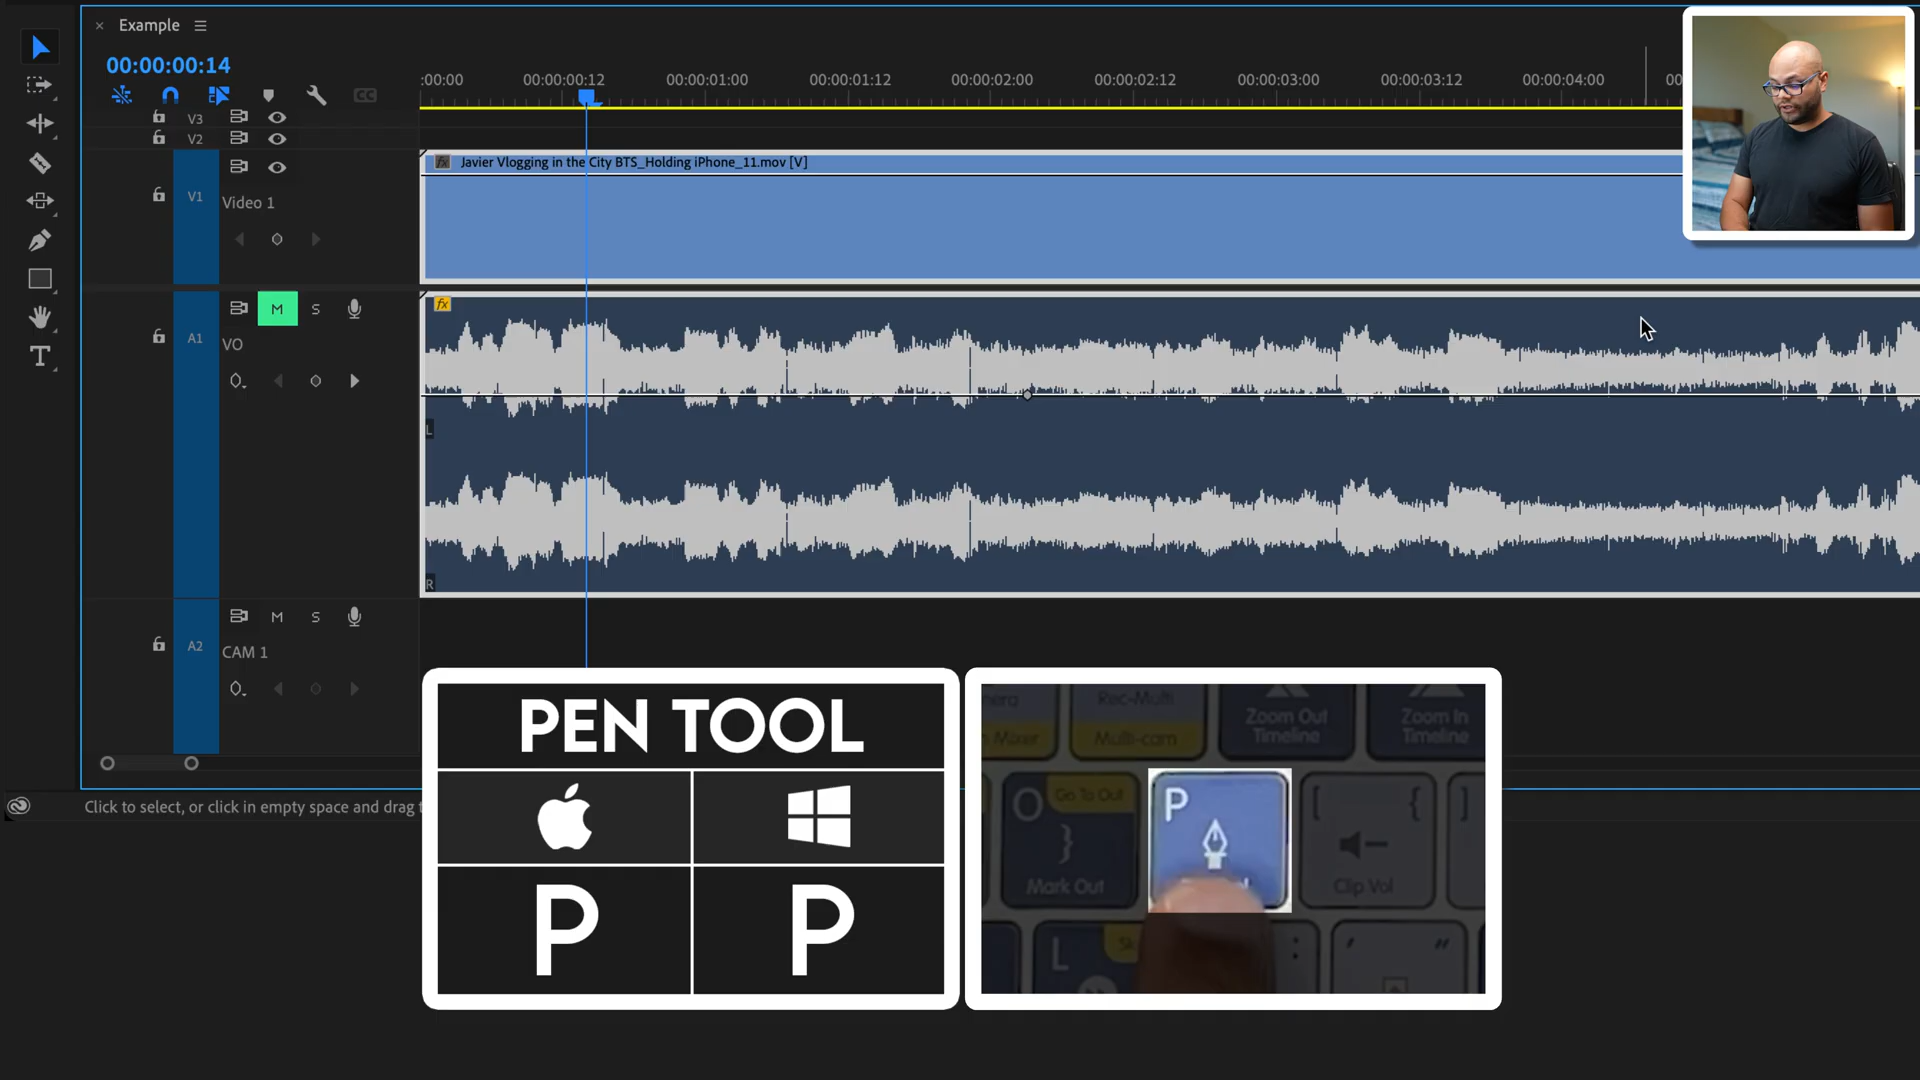 × Example
00:00:00:14
:00:00 00:00:00:12 00:00:01:00 00:00:01:12 00:00:02:00 00:00:02:12 00:00:03:00 00:00:03:12 00:00:04:00 00
CC
V3
V2
fx Javier Vlogging in the City BTS_Holding iPhone_11.mov [V]
V1
Video 1
fx
M S
A1 VO
T
L
R
M S
A2 CAM 1
Click to select, or click in empty space and drag
PEN TOOL
P P
Rec-Multi
Mixer Multi-cam
Zoom Out
Timeline
Zoom In
Timeline
O Go To Out
}
Mark Out
P
[ {
Clip Vol
]
L
: ' "